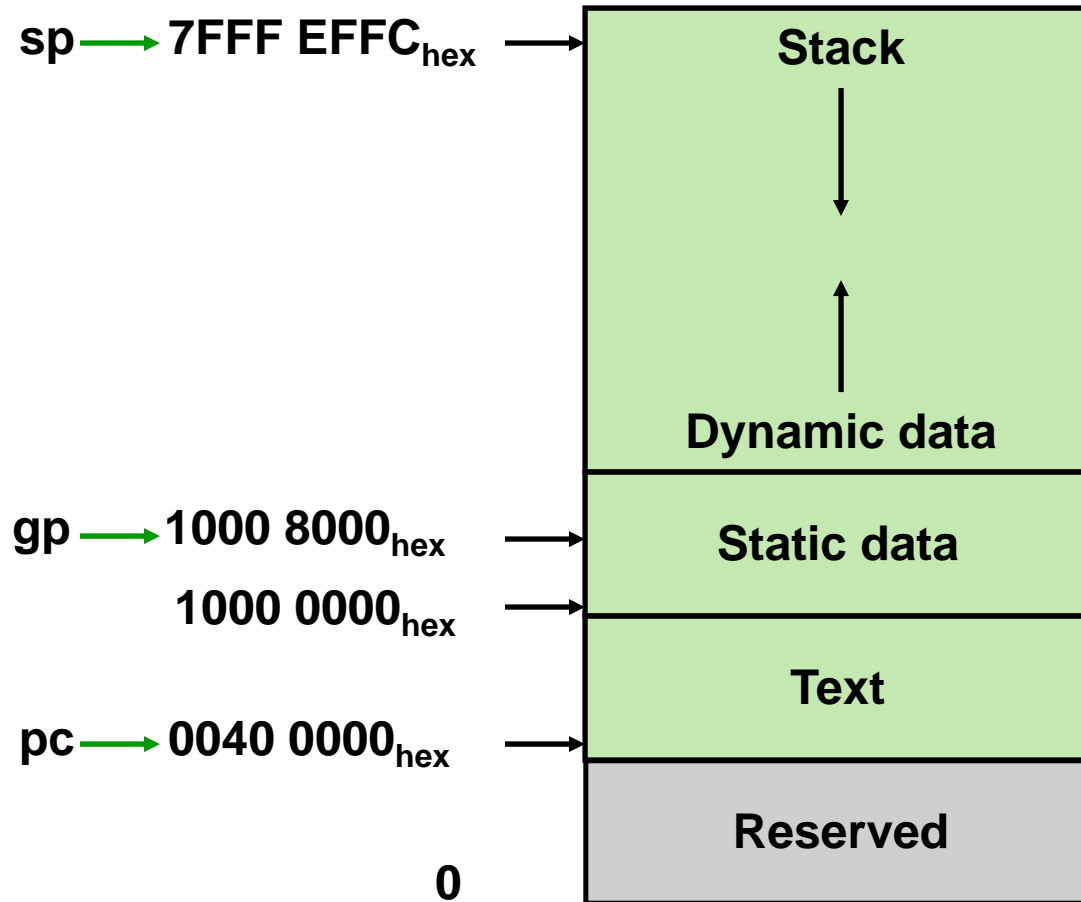 sp 7FFF EFFChex Stack
Dynamic data
gp 1000 8000hex Static data
1000 0000hex
Text
pc 0040 0000hex
Reserved
0